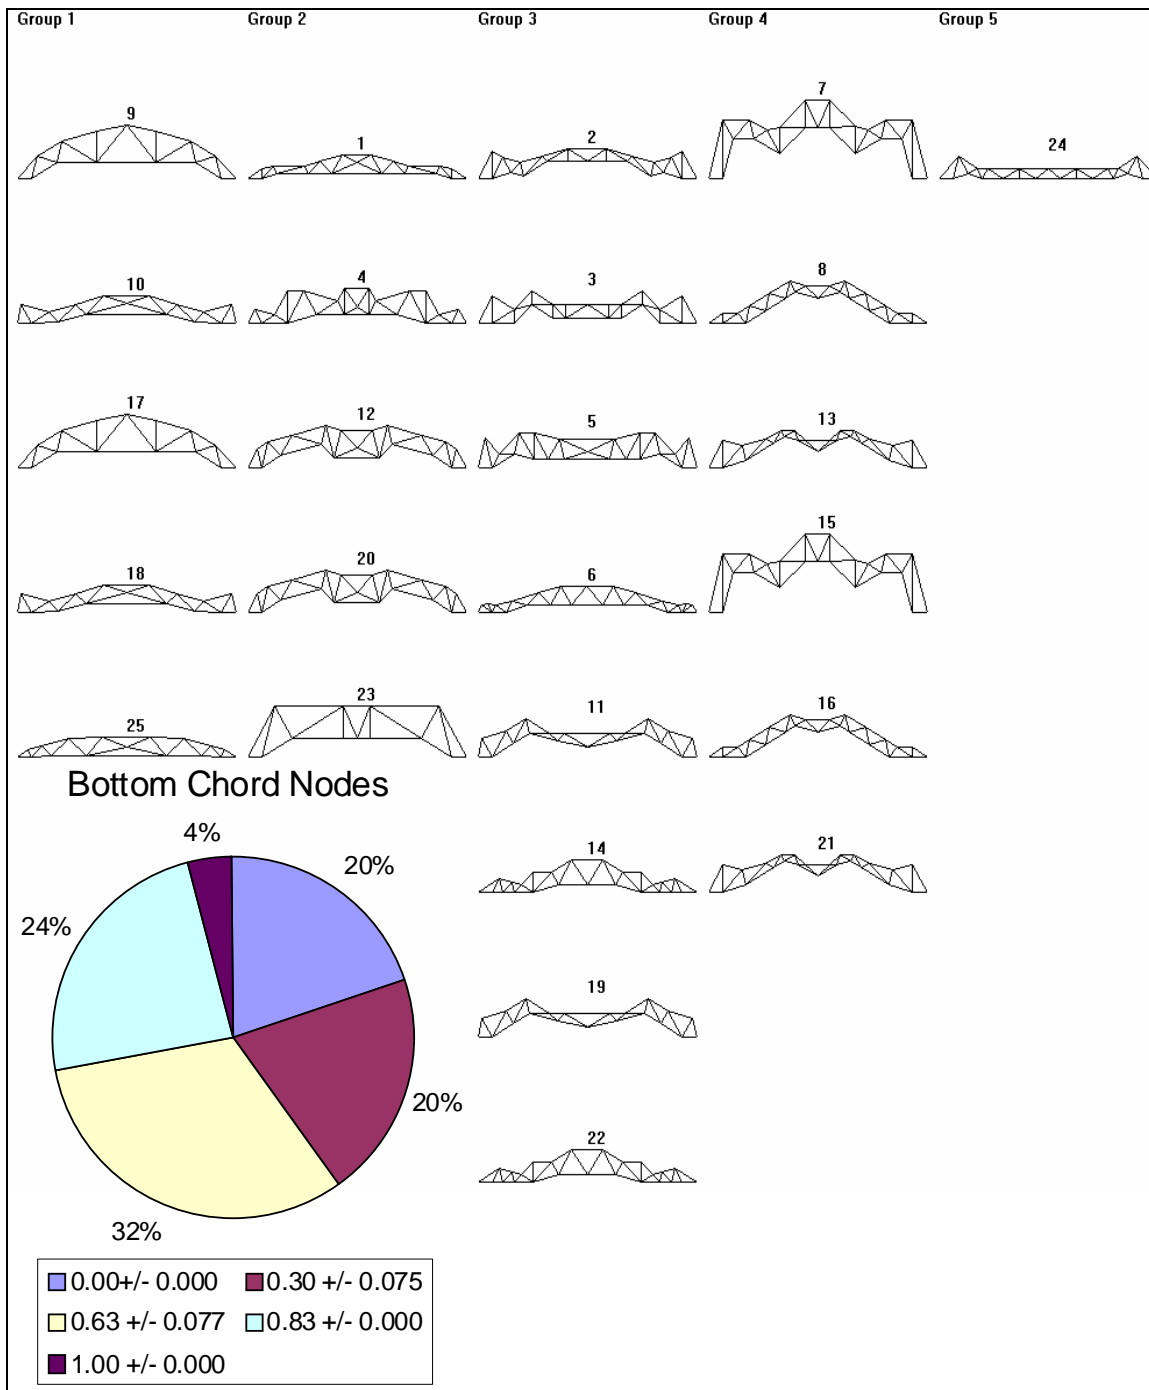 Group 1 Group 2 Group 3 Group 4 Group 5
9 1 2 7 24
10 4 3 8
17 12 5 13
18 20 6 15
25 23 11 16
14 21
19
22
Bottom Chord Nodes
4%
20%
24%
20%
32%
0.00+/- 0.000 0.30 +/- 0.075
0.63 +/- 0.077 0.83 +/- 0.000
1.00 +/- 0.000